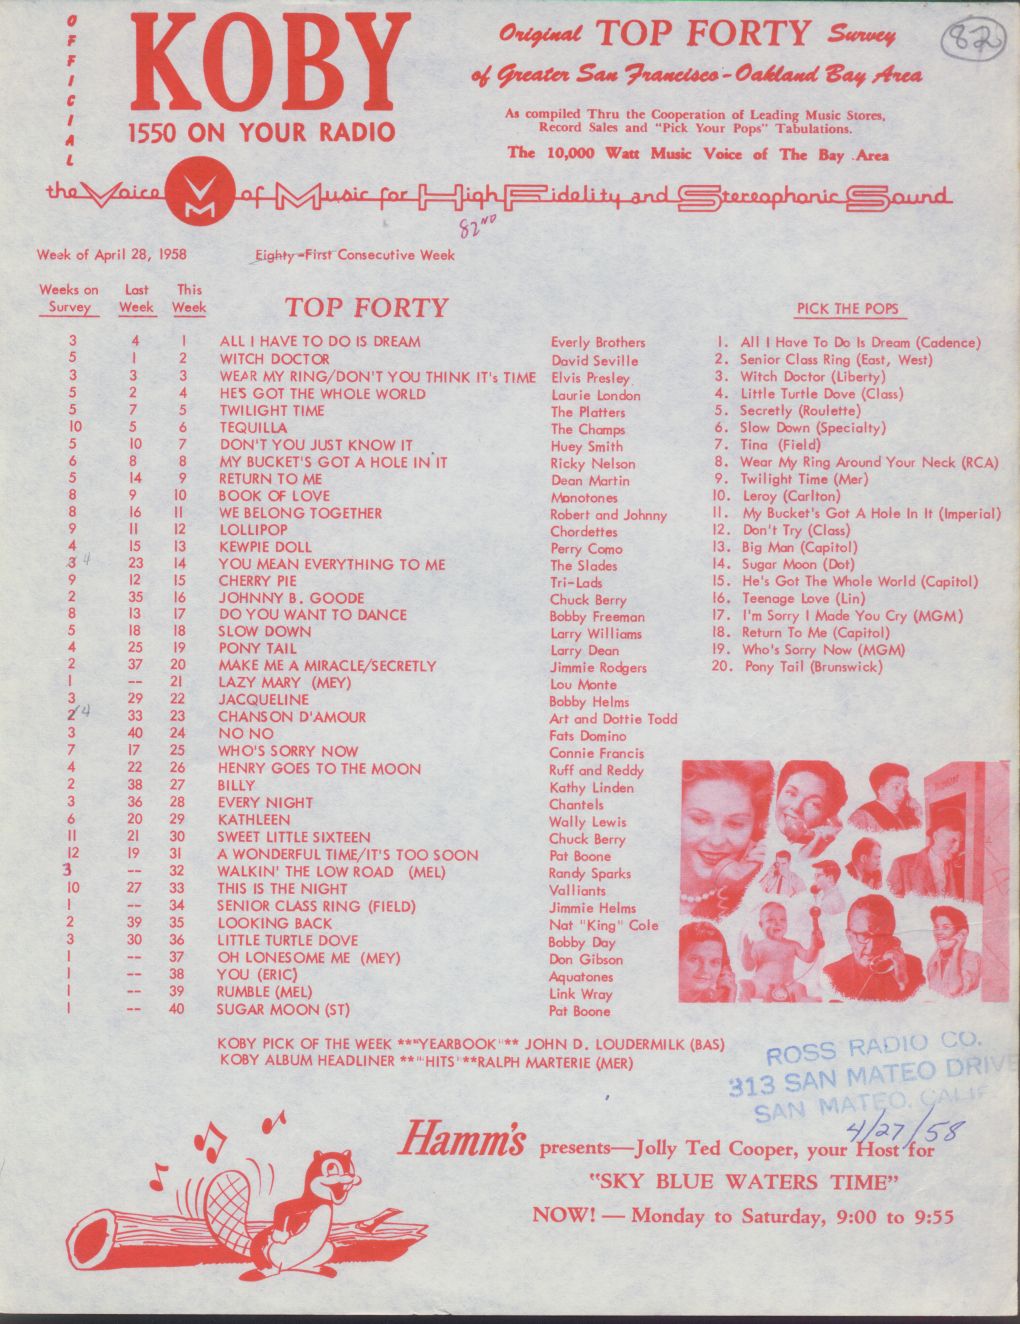 OFFICIAL
KOBY
1550 ON YOUR RADIO
Original TOP FORTY Survey
of Greater San Francisco - Oakland Bay Area
As compiled Thru the Cooperation of Leading Music Stores,
Record Sales and "Pick Your Pops" Tabulations.
The 10,000 Watt Music Voice of The Bay Area
82
the Voice VM of Music for High Fidelity and Stereophonic Sound
82ND
Week of April 28, 1958 Eighty-First Consecutive Week
Weeks on Survey Last Week This Week TOP FORTY
3 4 1 ALL I HAVE TO DO IS DREAM Everly Brothers
5 1 2 WITCH DOCTOR David Seville
3 3 3 WEAR MY RING/DON'T YOU THINK IT's TIME Elvis Presley
5 2 4 HE'S GOT THE WHOLE WORLD Laurie London
5 7 5 TWILIGHT TIME The Platters
10 5 6 TEQUILLA The Champs
5 10 7 DON'T YOU JUST KNOW IT Huey Smith
6 8 8 MY BUCKET'S GOT A HOLE IN IT Ricky Nelson
5 14 9 RETURN TO ME Dean Martin
8 9 10 BOOK OF LOVE Monotones
8 16 11 WE BELONG TOGETHER Robert and Johnny
9 11 12 LOLLIPOP Chordettes
4 15 13 KEWPIE DOLL Perry Como
3 4 23 14 YOU MEAN EVERYTHING TO ME The Slades
9 12 15 CHERRY PIE Tri-Lads
2 35 16 JOHNNY B. GOODE Chuck Berry
8 13 17 DO YOU WANT TO DANCE Bobby Freeman
5 18 18 SLOW DOWN Larry Williams
4 25 19 PONY TAIL Larry Dean
2 37 20 MAKE ME A MIRACLE/SECRETLY Jimmie Rodgers
1 -- 21 LAZY MARY (MEY) Lou Monte
3 29 22 JACQUELINE Bobby Helms
2 4 33 23 CHANSON D'AMOUR Art and Dottie Todd
3 40 24 NO NO Fats Domino
7 17 25 WHO'S SORRY NOW Connie Francis
4 22 26 HENRY GOES TO THE MOON Ruff and Reddy
2 38 27 BILLY Kathy Linden
3 36 28 EVERY NIGHT Chantels
6 20 29 KATHLEEN Wally Lewis
11 21 30 SWEET LITTLE SIXTEEN Chuck Berry
12 19 31 A WONDERFUL TIME/IT'S TOO SOON Pat Boone
3 -- 32 WALKIN' THE LOW ROAD (MEL) Randy Sparks
10 27 33 THIS IS THE NIGHT Valliants
1 -- 34 SENIOR CLASS RING (FIELD) Jimmie Helms
2 39 35 LOOKING BACK Nat "King" Cole
3 30 36 LITTLE TURTLE DOVE Bobby Day
1 -- 37 OH LONESOME ME (MEY) Don Gibson
1 -- 38 YOU (ERIC) Aquatones
1 -- 39 RUMBLE (MEL) Link Wray
1 -- 40 SUGAR MOON (ST) Pat Boone
PICK THE POPS
1. All I Have To Do Is Dream (Cadence)
2. Senior Class Ring (East, West)
3. Witch Doctor (Liberty)
4. Little Turtle Dove (Class)
5. Secretly (Roulette)
6. Slow Down (Specialty)
7. Tina (Field)
8. Wear My Ring Around Your Neck (RCA)
9. Twilight Time (Mer)
10. Leroy (Carlton)
11. My Bucket's Got A Hole In It (Imperial)
12. Don't Try (Class)
13. Big Man (Capitol)
14. Sugar Moon (Dot)
15. He's Got The Whole World (Capitol)
16. Teenage Love (Lin)
17. I'm Sorry I Made You Cry (MGM)
18. Return To Me (Capitol)
19. Who's Sorry Now (MGM)
20. Pony Tail (Brunswick)
KOBY PICK OF THE WEEK **"YEARBOOK"** JOHN D. LOUDERMILK (BAS)
KOBY ALBUM HEADLINER **"HITS"**RALPH MARTERIE (MER)
ROSS RADIO CO.
313 SAN MATEO DRIVE
SAN MATEO, CALIF.
4/27/58
Hamm's presents—Jolly Ted Cooper, your Host for
"SKY BLUE WATERS TIME"
NOW! — Monday to Saturday, 9:00 to 9:55